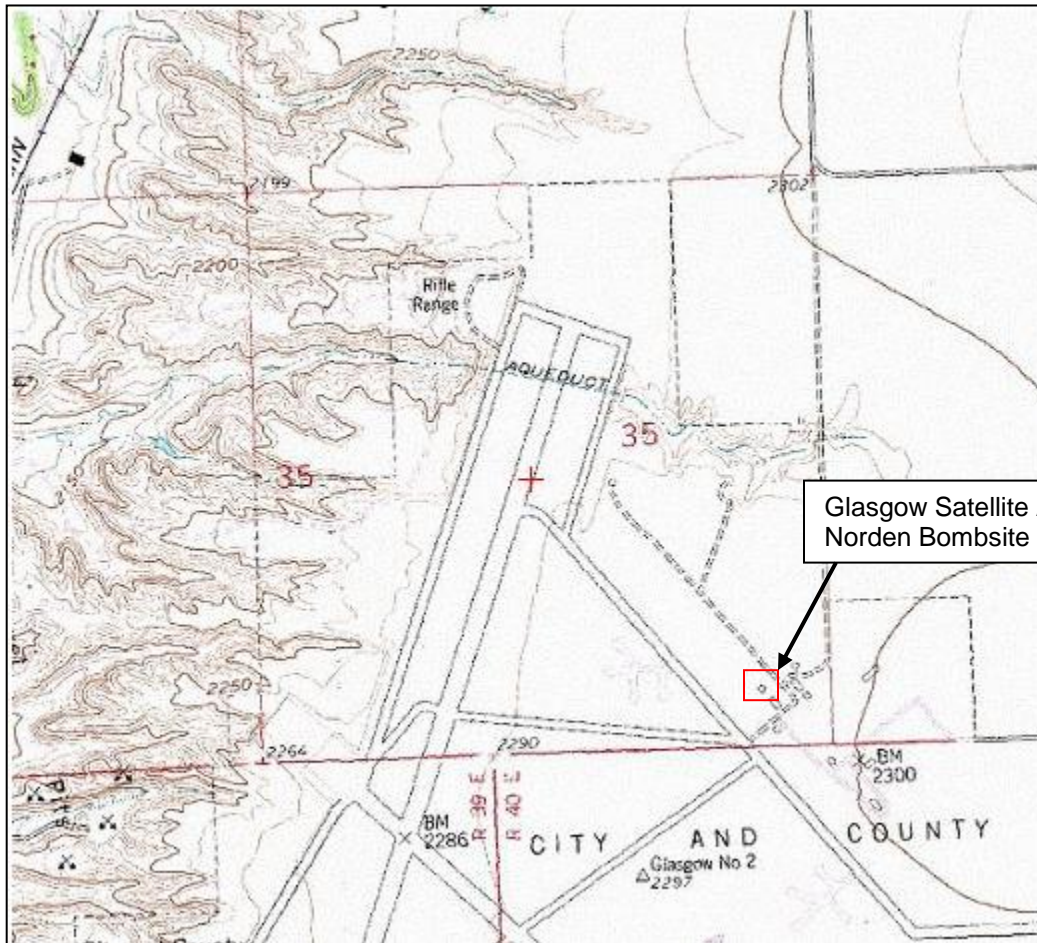 2250
2199
2302
2200
Rifle
Range
AQUEDUCT
35
35
Glasgow Satellite
Norden Bombsite
2250
2264
2290
BM
2300
R 39 E
R 40 E
BM
2286
CITY AND COUNTY
Glasgow No 2
2297